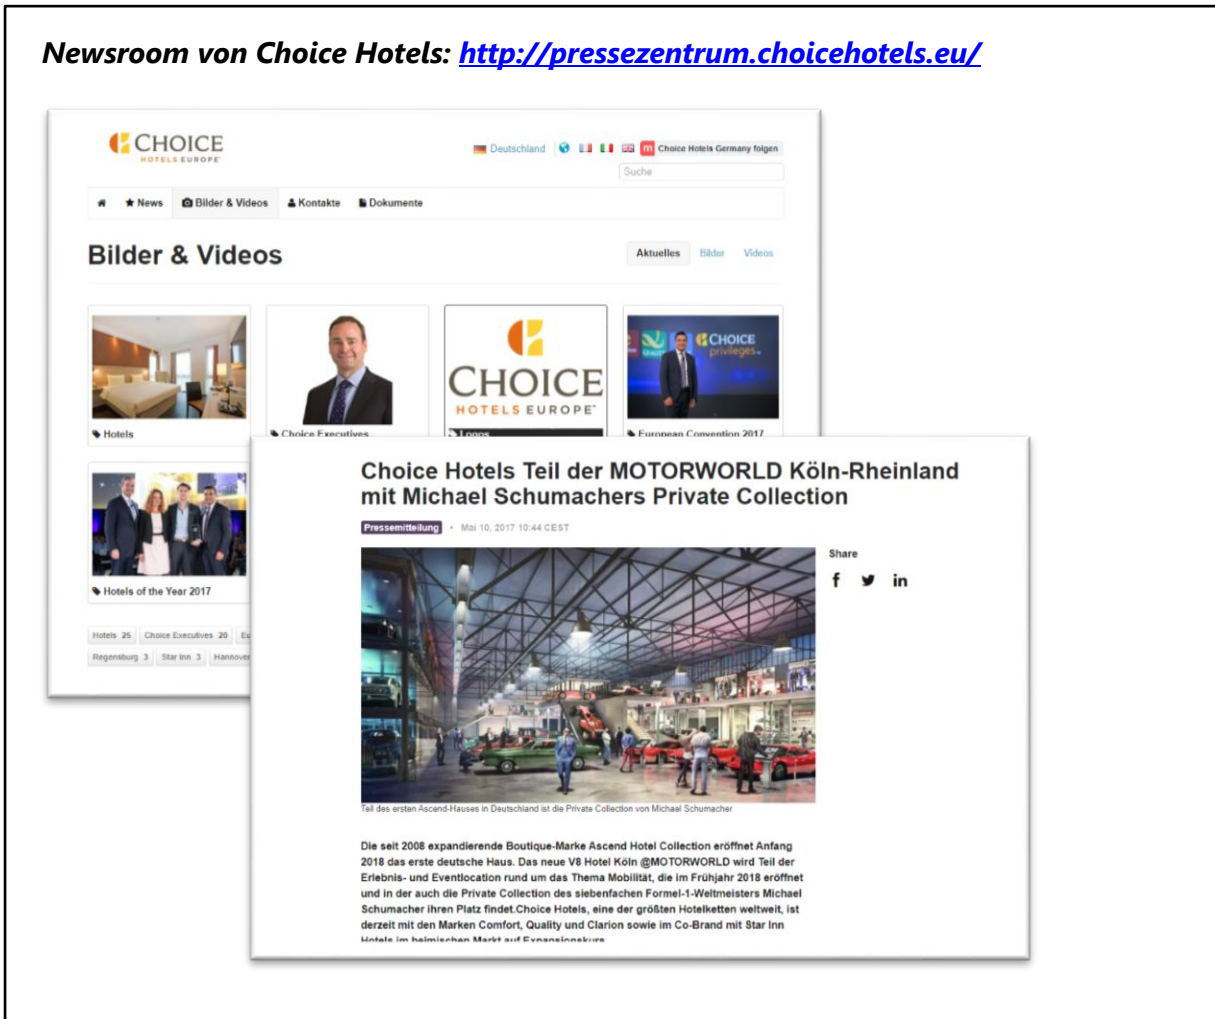 Newsroom von Choice Hotels: http://pressezentrum.choicehotels.eu/
CHOICE
HOTELS EUROPE
Deutschland
m Choice Hotels Germany folgen
Suche
News Bilder & Videos Kontakte Dokumente
Bilder & Videos
Aktuelles Bilder Videos
CHOICE
privileges
CHOICE
HOTELS EUROPE
Hotels
Choice Executives
Logos
European Convention 2017
Hotels of the Year 2017
Hotels 25 Choice Executives 20 Eu
Regensburg 3 Star Inn 3 Hannover
Choice Hotels Teil der MOTORWORLD Köln-Rheinland
mit Michael Schumachers Private Collection
Pressemitteilung • Mai 10, 2017 10:44 CEST
Share
f in
Teil des ersten Ascend-Hauses in Deutschland ist die Private Collection von Michael Schumacher
Die seit 2008 expandierende Boutique-Marke Ascend Hotel Collection eröffnet Anfang
2018 das erste deutsche Haus. Das neue V8 Hotel Köln @MOTORWORLD wird Teil der
Erlebnis- und Eventlocation rund um das Thema Mobilität, die im Frühjahr 2018 eröffnet
und in der auch die Private Collection des siebenfachen Formel-1-Weltmeisters Michael
Schumacher ihren Platz findet.Choice Hotels, eine der größten Hotelketten weltweit, ist
derzeit mit den Marken Comfort, Quality und Clarion sowie im Co-Brand mit Star Inn
Hotels im heimischen Markt auf Expansionskurs